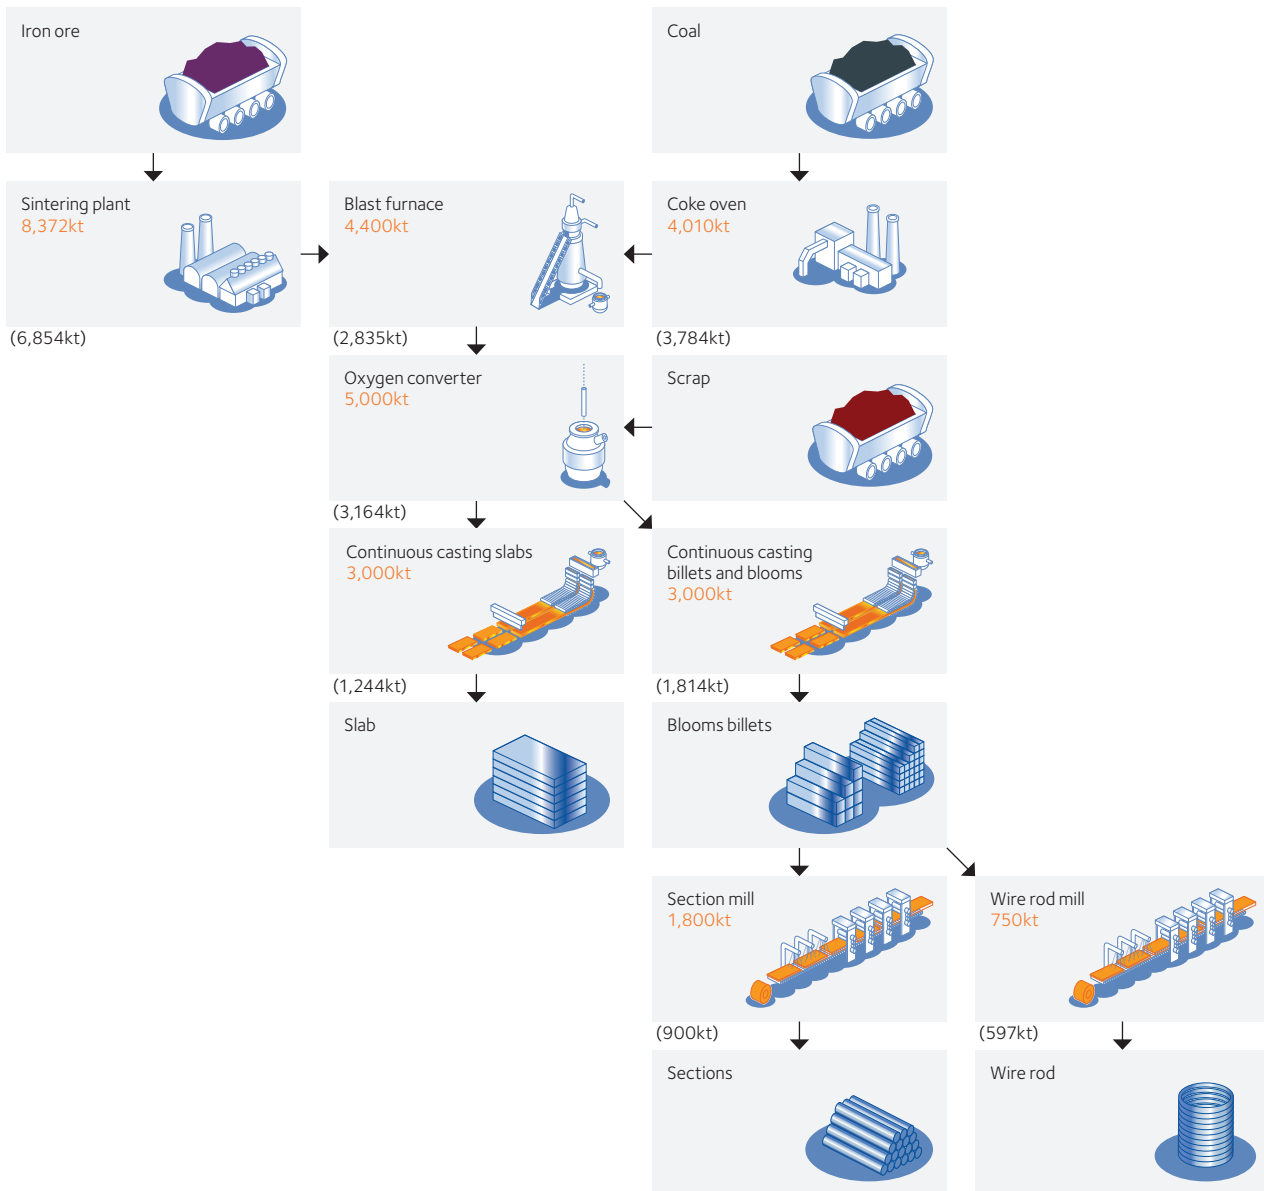 Iron ore
Coal
Sintering plant
8,372kt
Blast furnace
4,400kt
Coke oven
4,010kt
(6,854kt)
(2,835kt)
(3,784kt)
Oxygen converter
5,000kt
Scrap
(3,164kt)
Continuous casting slabs
3,000kt
Continuous casting
billets and blooms
3,000kt
(1,244kt)
(1,814kt)
Slab
Blooms billets
Section mill
1,800kt
Wire rod mill
750kt
(900kt)
(597kt)
Sections
Wire rod